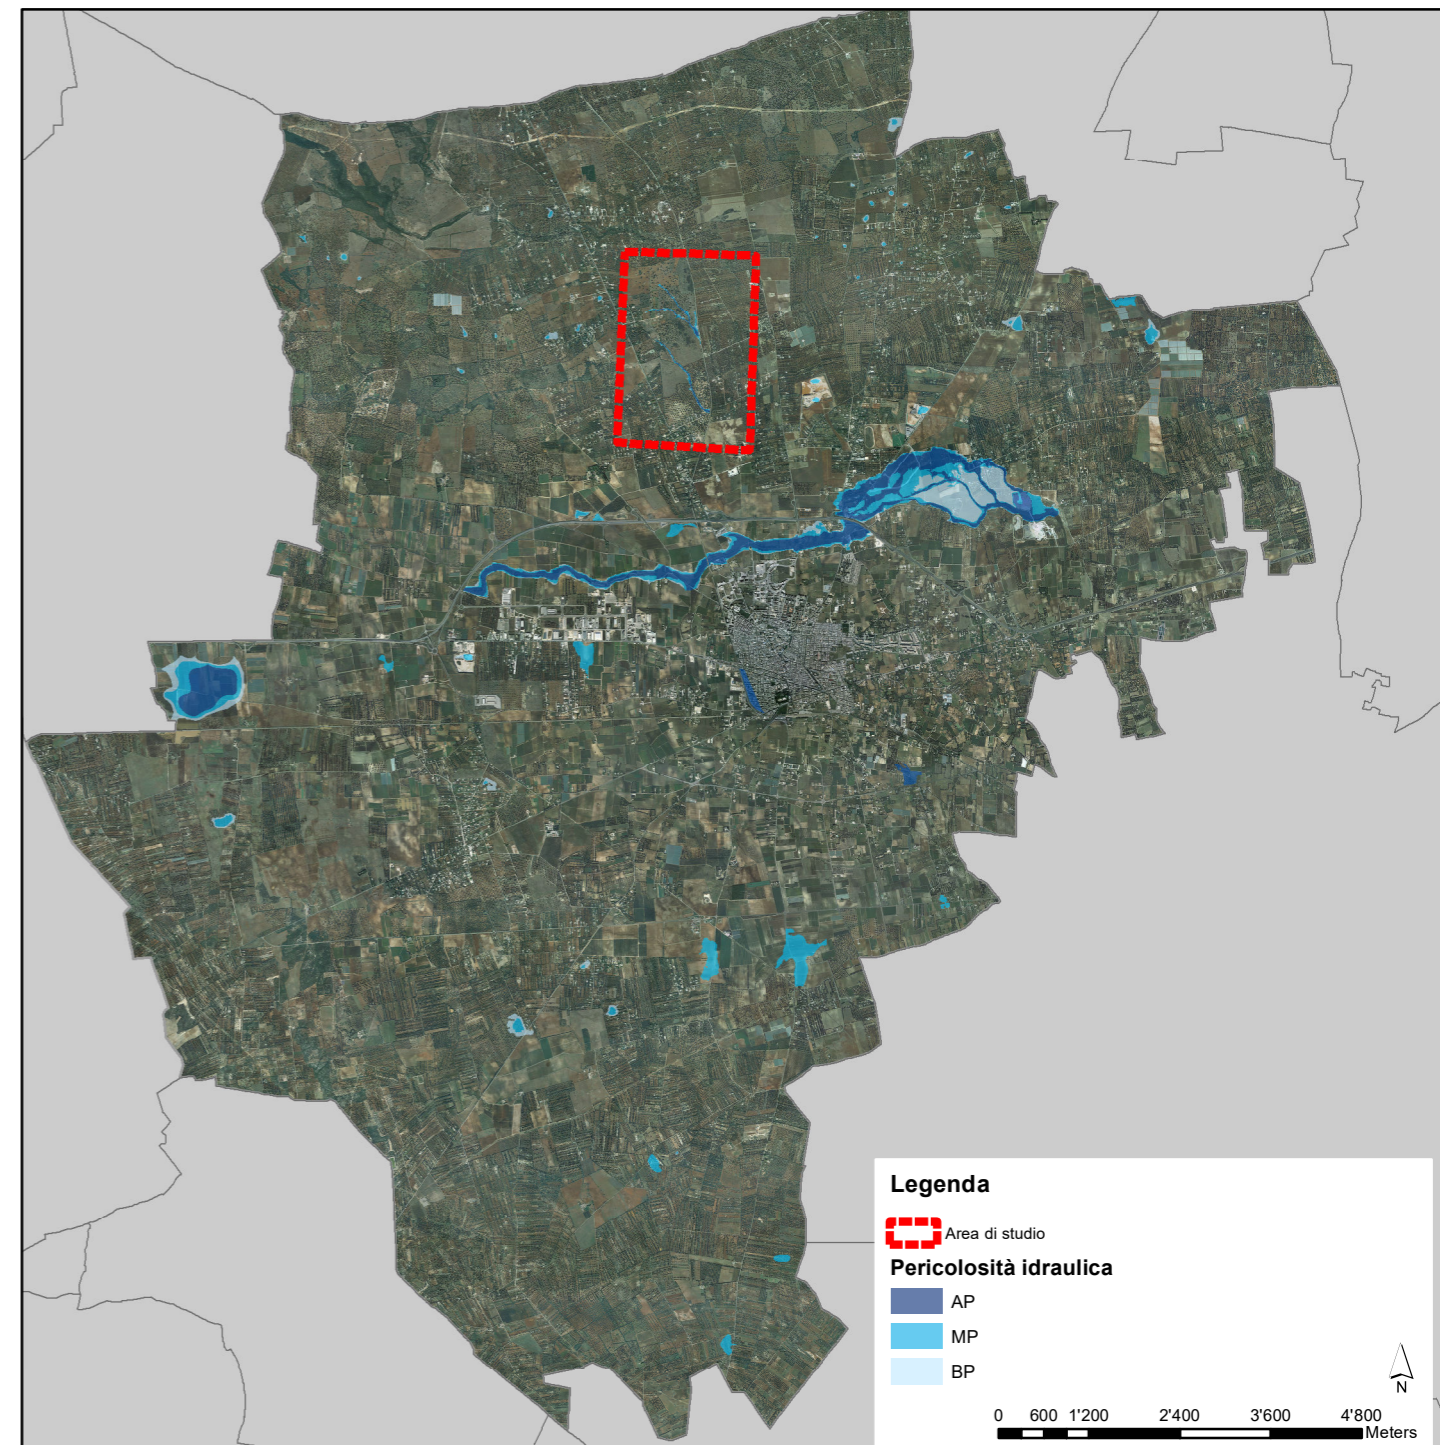 Legenda
Area di studio
Pericolosità idraulica
AP
MP
BP
N
0 600 1'200 2'400 3'600 4'800
Meters